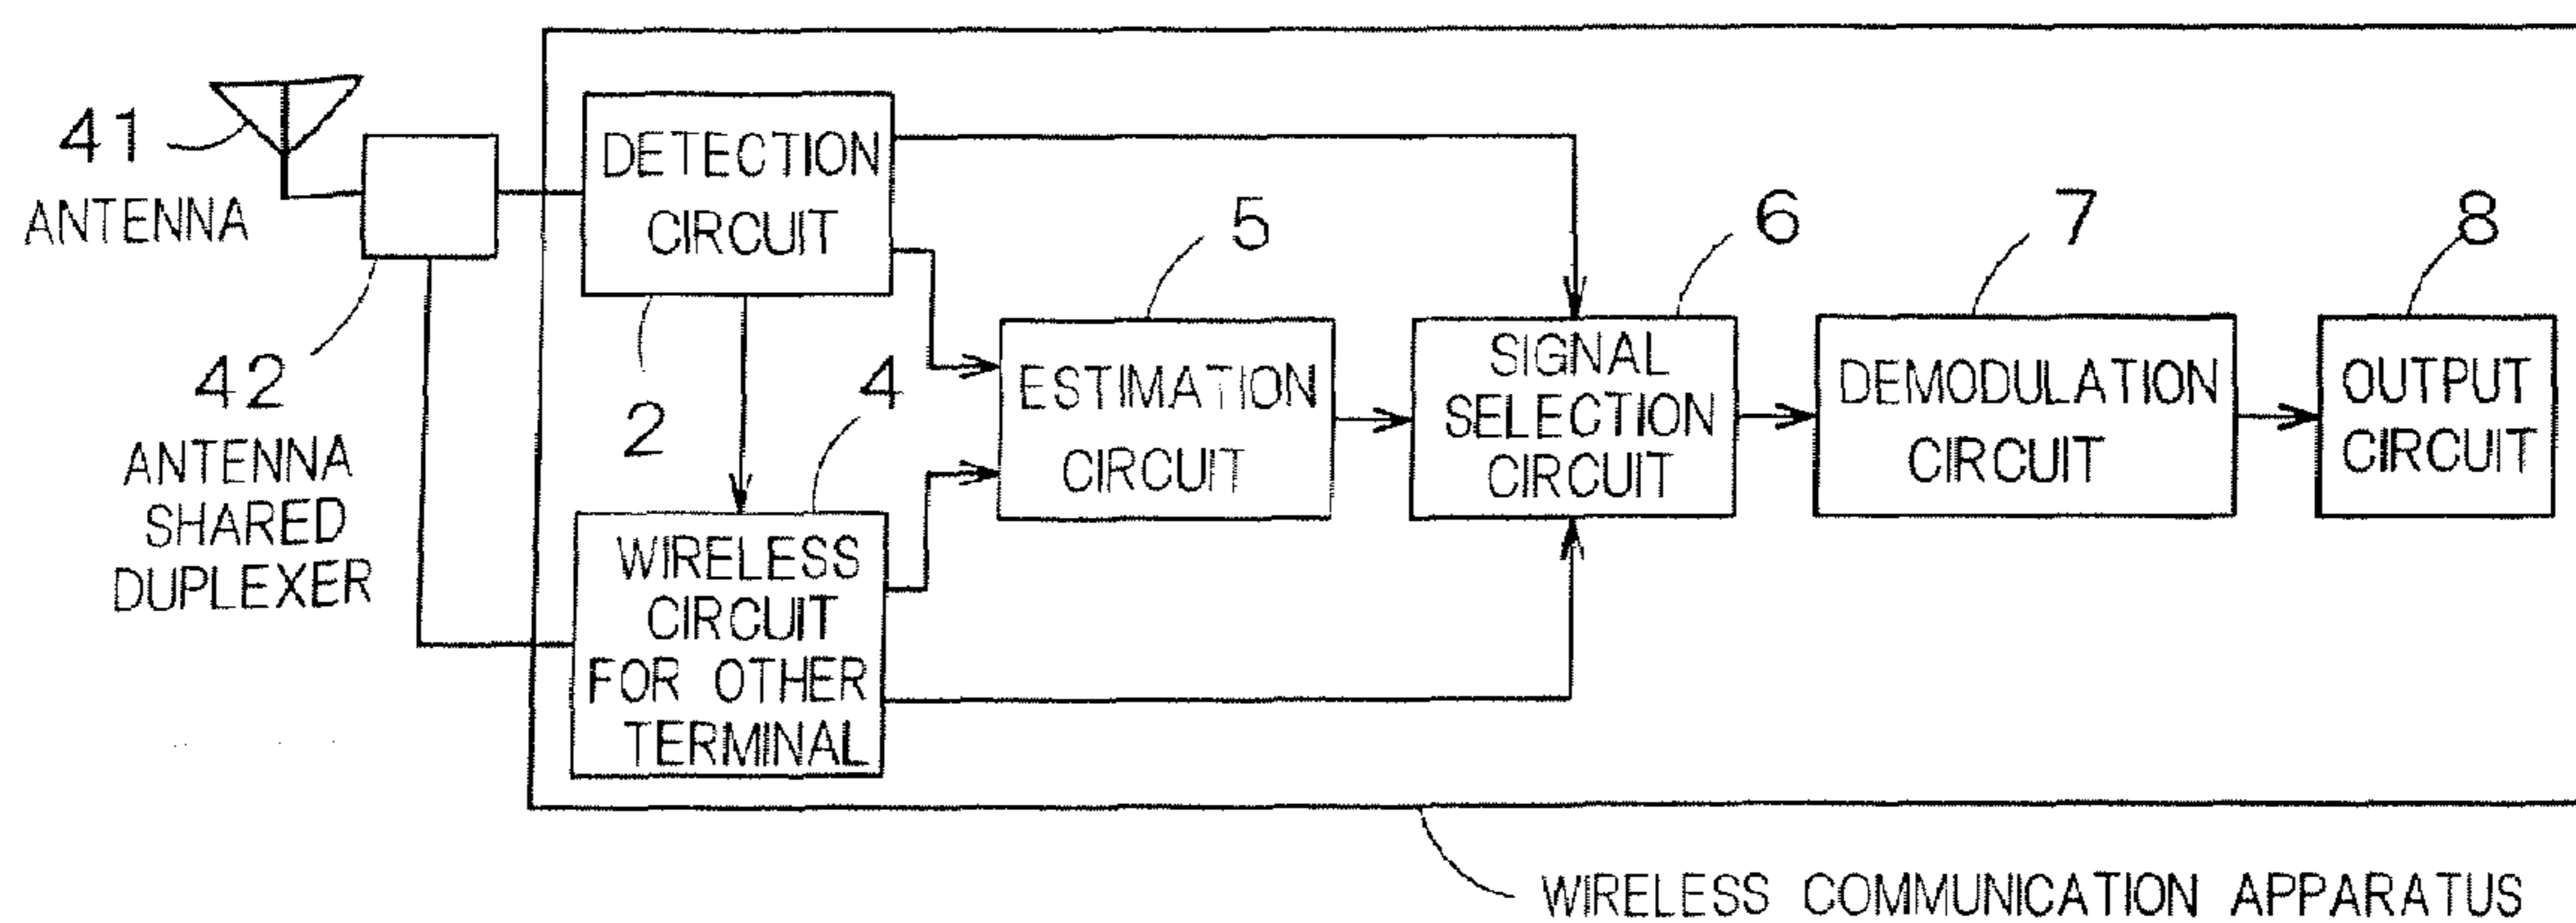 41
ANTENNA
42
ANTENNA
SHARED
DUPLEXER
DETECTION
CIRCUIT
2
4
WIRELESS
CIRCUIT
FOR OTHER
TERMINAL
5
ESTIMATION
CIRCUIT
6
SIGNAL
SELECTION
CIRCUIT
7
DEMODULATION
CIRCUIT
8
OUTPUT
CIRCUIT
WIRELESS COMMUNICATION APPARATUS